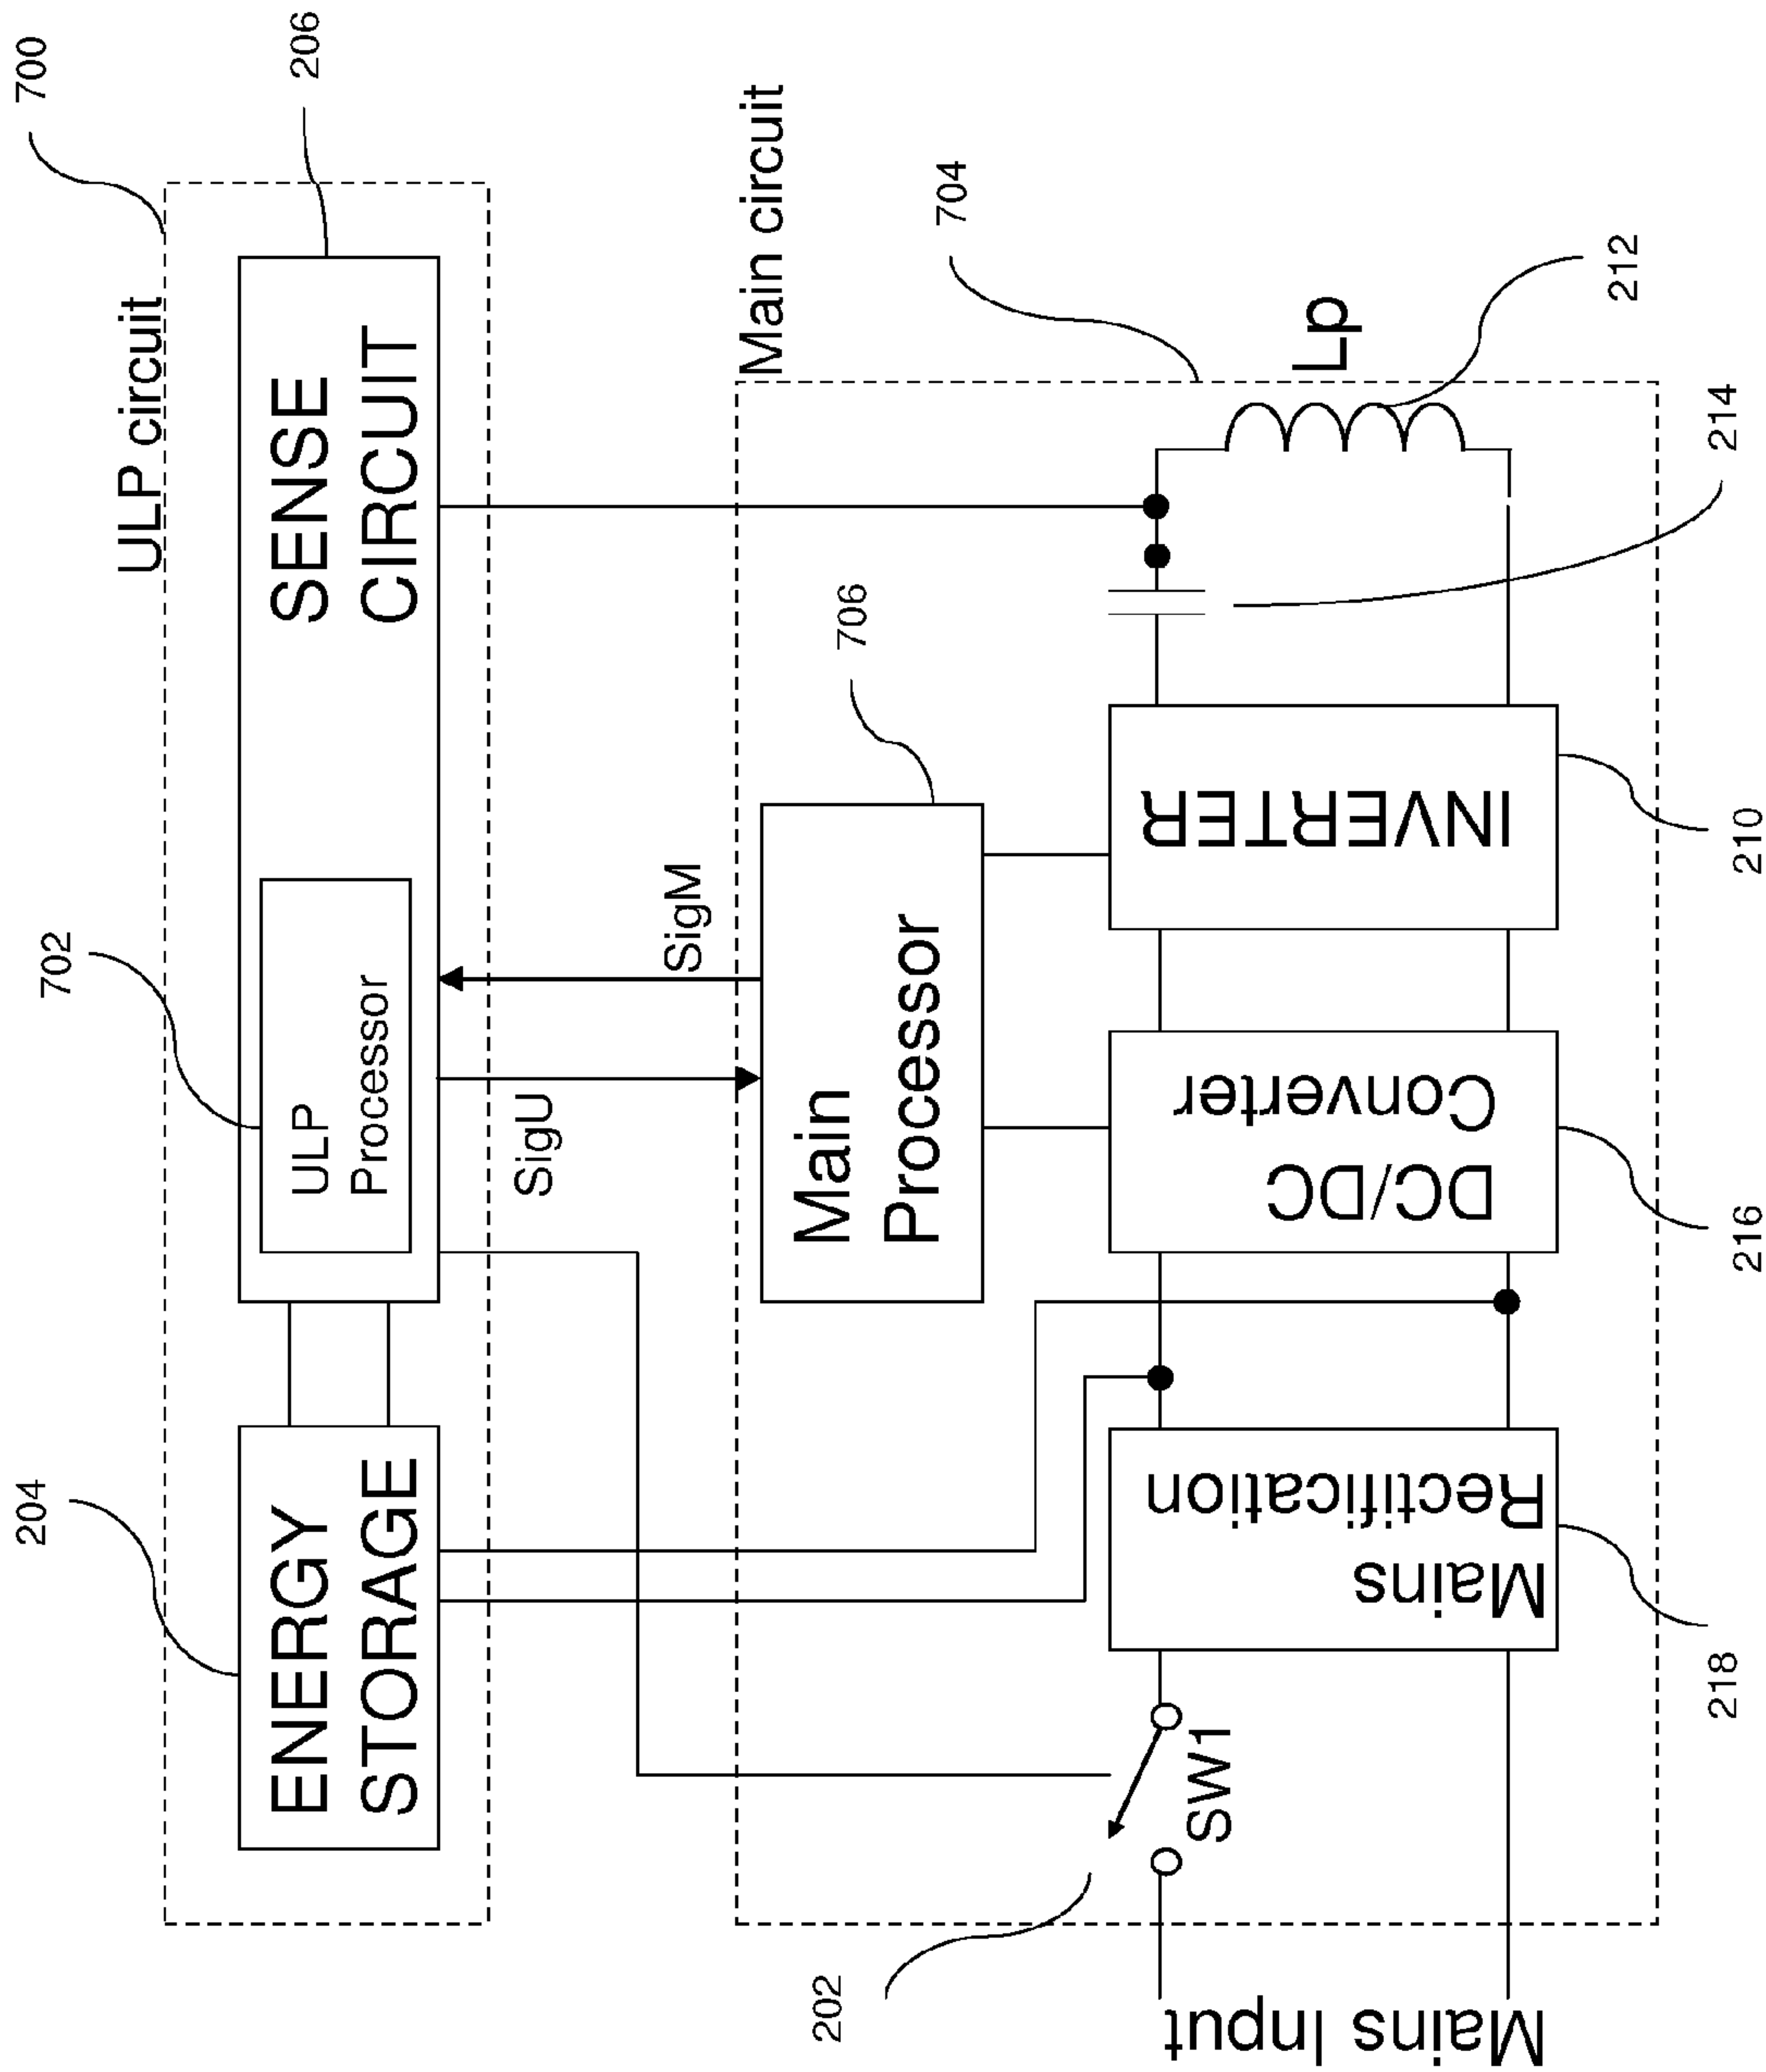 700
206
ULP circuit
702
204
SENSE
CIRCUIT
ULP
Processor
ENERGY
STORAGE
SigU
SigM
Main circuit
704
706
Main
Processor
Lp
212
214
INVERTER
210
DC/DC
Converter
216
Mains
Rectification
218
SW1
202
Mains Input